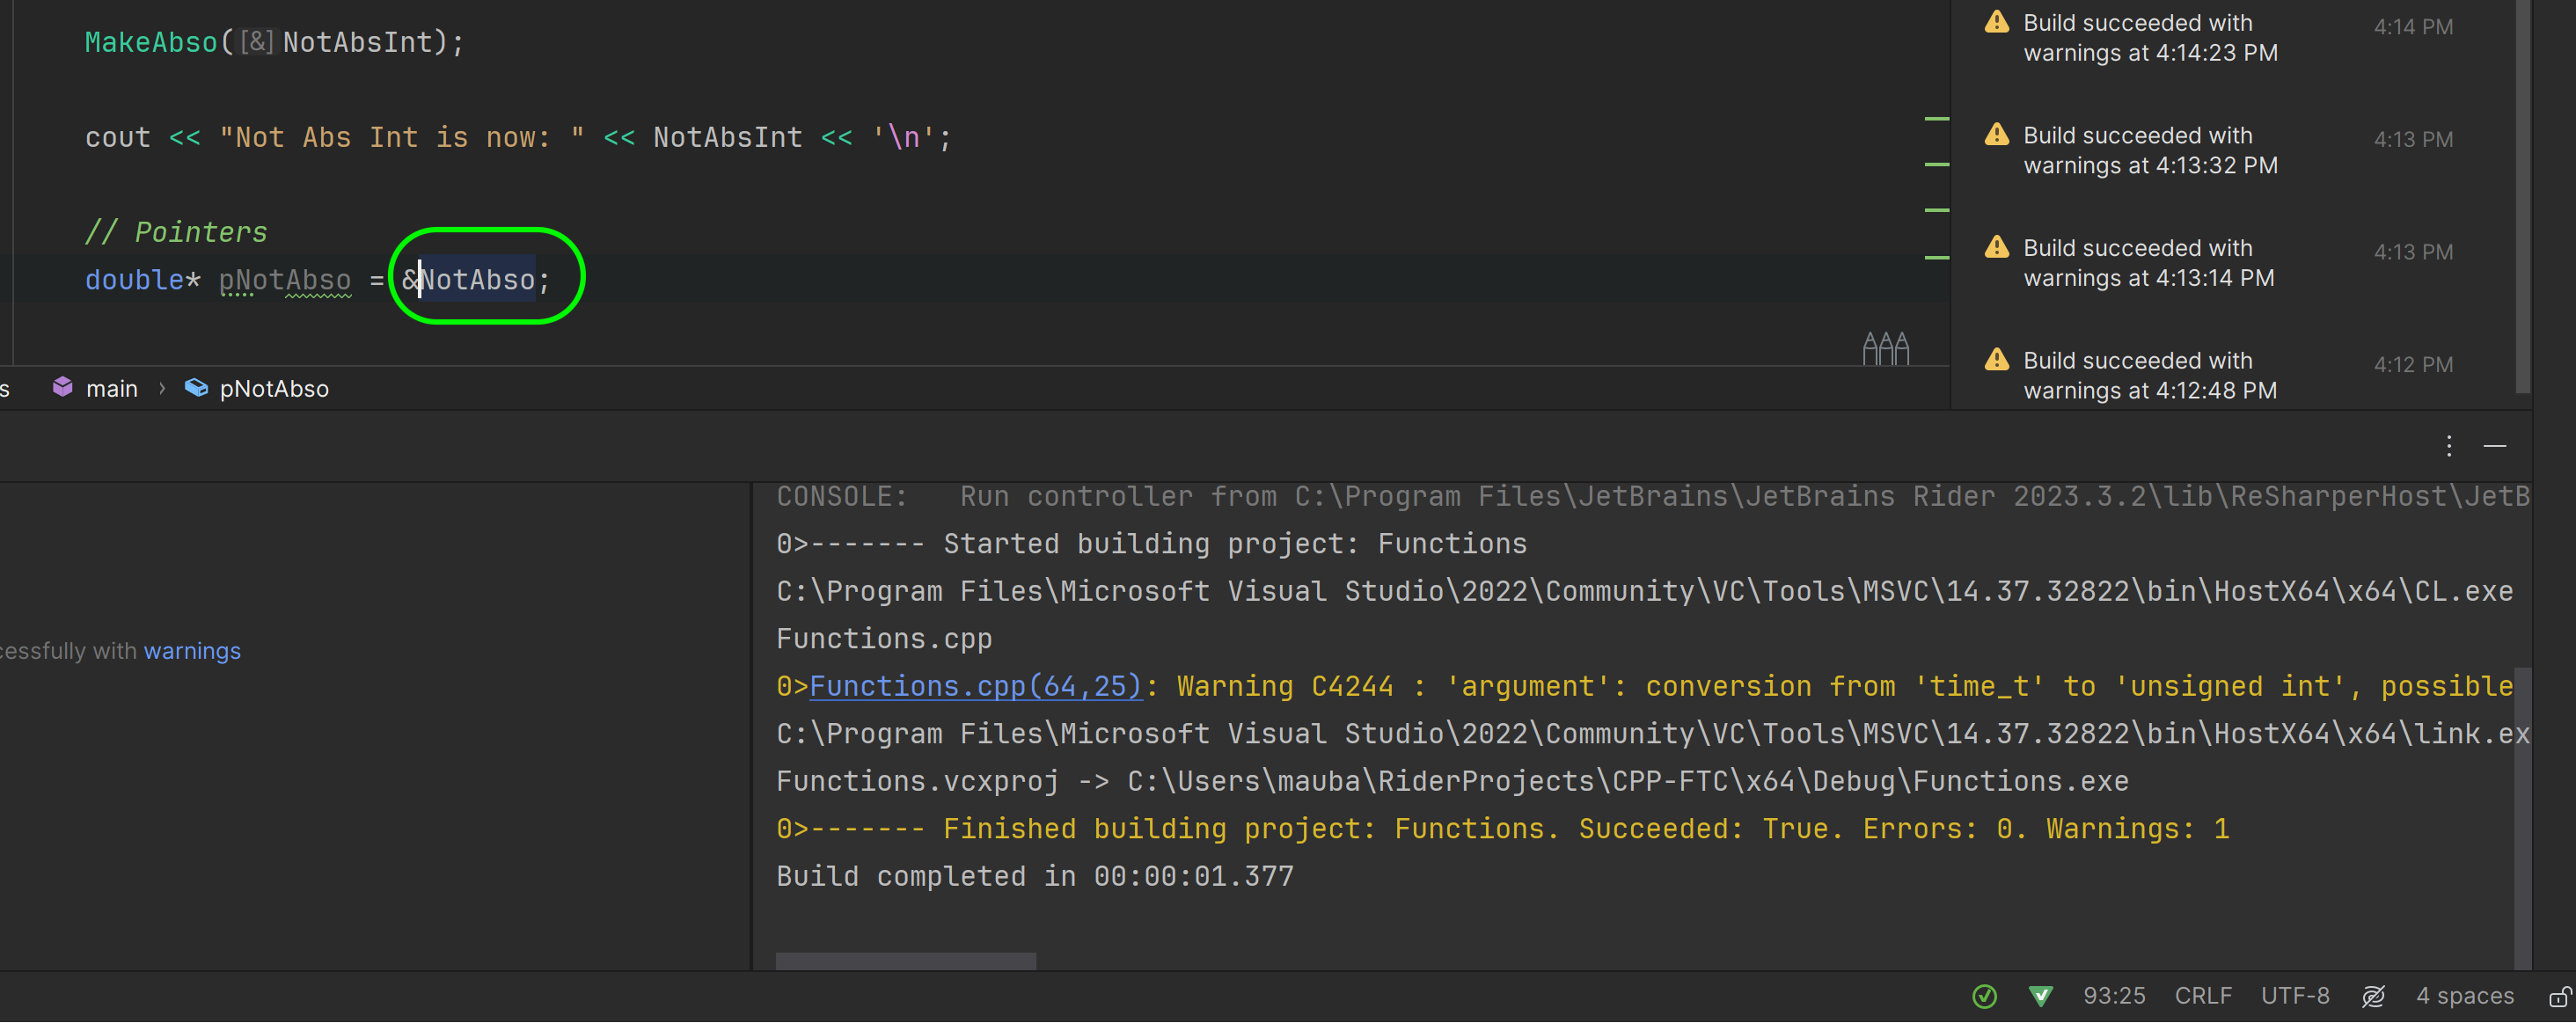 MakeAbso([&]NotAbsInt);
cout << "Not Abs Int is now: " << NotAbsInt << '\n';
// Pointers
double* pNotAbso = &NotAbso;
s main › pNotAbso
Build succeeded with warnings at 4:14:23 PM 4:14 PM
Build succeeded with warnings at 4:13:32 PM 4:13 PM
Build succeeded with warnings at 4:13:14 PM 4:13 PM
Build succeeded with warnings at 4:12:48 PM 4:12 PM
cessfully with warnings
CONSOLE: Run controller from C:\Program Files\JetBrains\JetBrains Rider 2023.3.2\lib\ReSharperHost\JetB
0>------- Started building project: Functions
C:\Program Files\Microsoft Visual Studio\2022\Community\VC\Tools\MSVC\14.37.32822\bin\HostX64\x64\CL.exe
Functions.cpp
0>Functions.cpp(64,25): Warning C4244 : 'argument': conversion from 'time_t' to 'unsigned int', possible
C:\Program Files\Microsoft Visual Studio\2022\Community\VC\Tools\MSVC\14.37.32822\bin\HostX64\x64\link.ex
Functions.vcxproj -> C:\Users\mauba\RiderProjects\CPP-FTC\x64\Debug\Functions.exe
0>------- Finished building project: Functions. Succeeded: True. Errors: 0. Warnings: 1
Build completed in 00:00:01.377
93:25 CRLF UTF-8 4 spaces